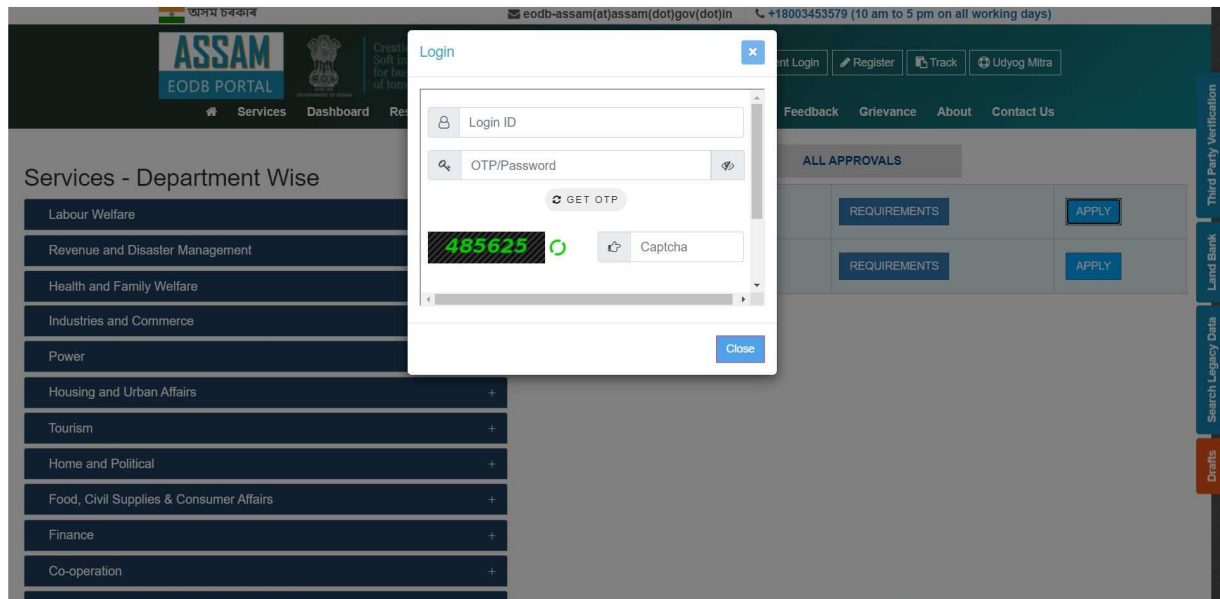 অসম চৰকাৰ
eodb-assam(at)assam(dot)gov(dot)in
+18003453579 (10 am to 5 pm on all working days)
ASSAM
EODB PORTAL
Register
Track
Udyog Mitra
Services
Dashboard
Feedback
Grievance
About
Contact Us
Login
×
Login ID
OTP/Password
GET OTP
485625
Captcha
Close
Services - Department Wise
Labour Welfare
Revenue and Disaster Management
Health and Family Welfare
Industries and Commerce
Power
Housing and Urban Affairs +
Tourism +
Home and Political +
Food, Civil Supplies & Consumer Affairs +
Finance +
Co-operation +
ALL APPROVALS
REQUIREMENTS
APPLY
REQUIREMENTS
APPLY
Third Party Verification
Land Bank
Search Legacy Data
Drafts